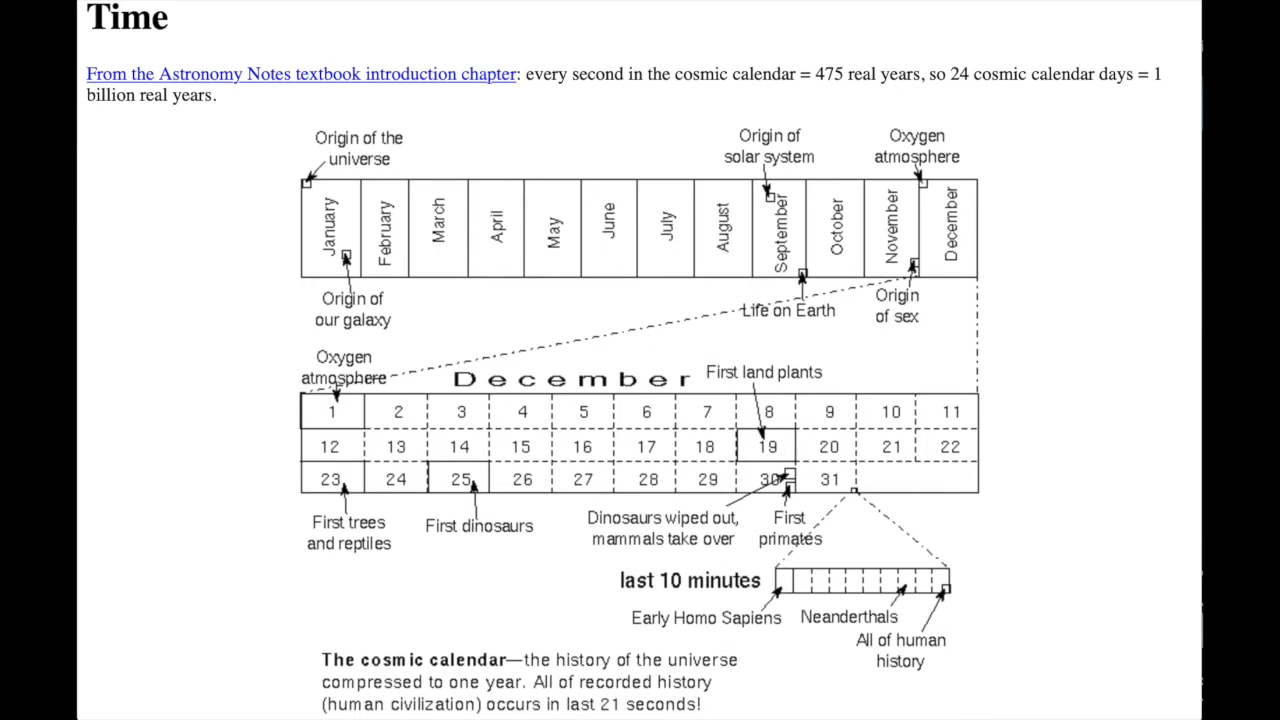 Time
From the Astronomy Notes textbook introduction chapter: every second in the cosmic calendar = 475 real years, so 24 cosmic calendar days = 1
billion real years.
Origin of the
universe
Origin of
solar system
Oxygen
atmosphere
January
February
March
April
May
June
July
August
September
October
November
December
Origin of
our galaxy
Life on Earth
Origin
of sex
Oxygen
atmosphere
December
First land plants
1 2 3 4 5 6 7 8 9 10 11
12 13 14 15 16 17 18 19 20 21 22
23 24 25 26 27 28 29 30 31
First trees
and reptiles
First dinosaurs
Dinosaurs wiped out,
mammals take over
First
primates
last 10 minutes
Early Homo Sapiens
Neanderthals
All of human
history
The cosmic calendar—the history of the universe
compressed to one year. All of recorded history
(human civilization) occurs in last 21 seconds!